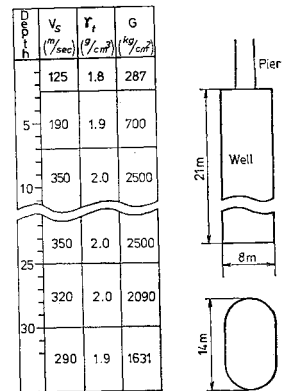 Depth Vs (m/sec) γt (g/cm³) G (kg/cm²)
125 1.8 287
5 190 1.9 700
10 350 2.0 2500
350 2.0 2500
25
320 2.0 2090
30
290 1.9 1631
Pier
Well
21m
8m
14m